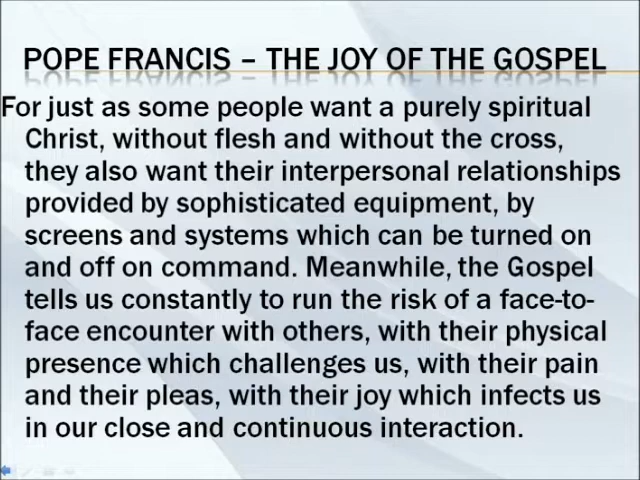 POPE FRANCIS – THE JOY OF THE GOSPEL
For just as some people want a purely spiritual
Christ, without flesh and without the cross,
they also want their interpersonal relationships
provided by sophisticated equipment, by
screens and systems which can be turned on
and off on command. Meanwhile, the Gospel
tells us constantly to run the risk of a face-to-
face encounter with others, with their physical
presence which challenges us, with their pain
and their pleas, with their joy which infects us
in our close and continuous interaction.